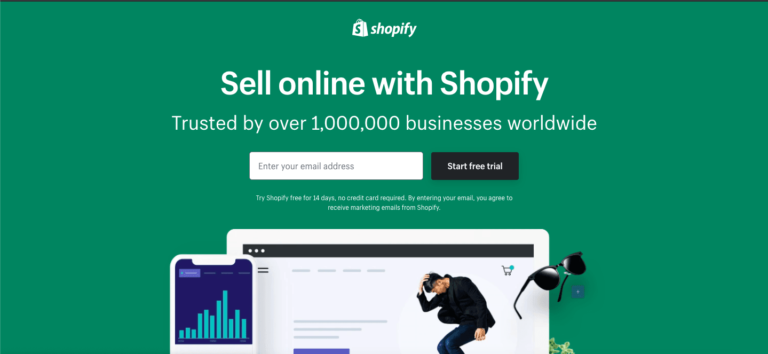 shopify
Sell online with Shopify
Trusted by over 1,000,000 businesses worldwide
Enter your email address
Start free trial
Try Shopify free for 14 days, no credit card required. By entering your email, you agree to
receive marketing emails from Shopify.